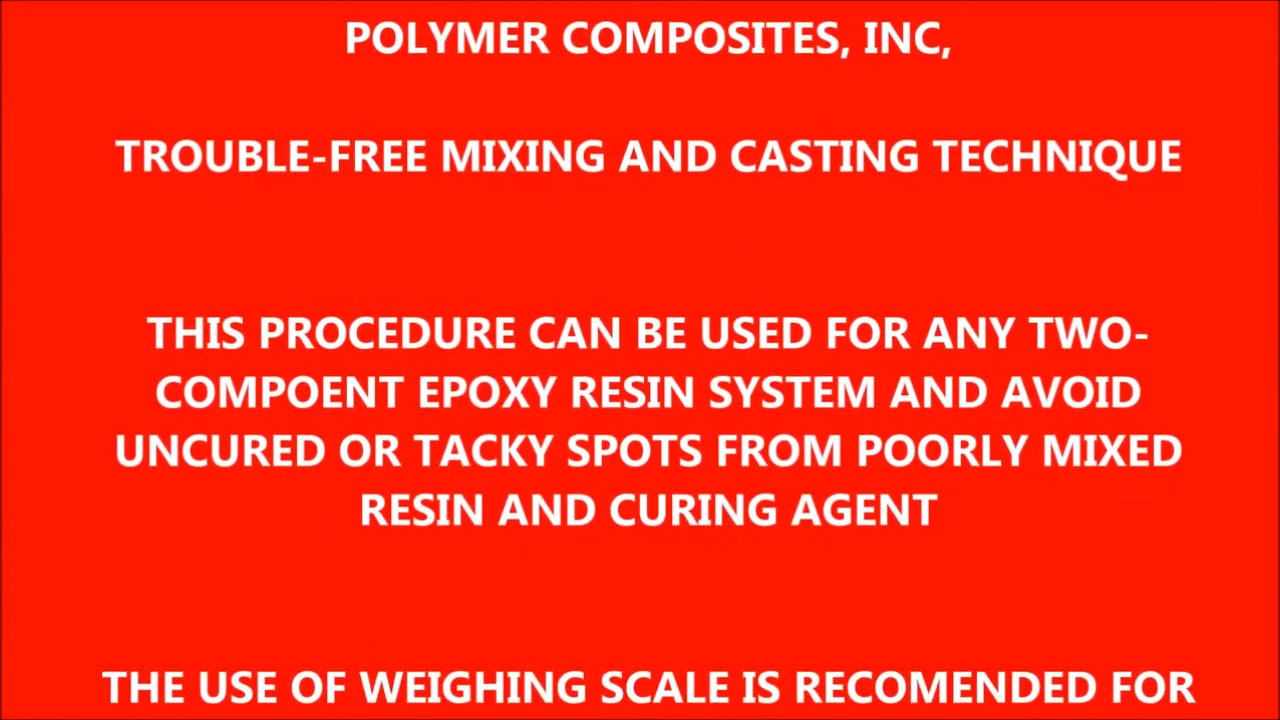 POLYMER COMPOSITES, INC,
TROUBLE-FREE MIXING AND CASTING TECHNIQUE
THIS PROCEDURE CAN BE USED FOR ANY TWO-
COMPOENT EPOXY RESIN SYSTEM AND AVOID
UNCURED OR TACKY SPOTS FROM POORLY MIXED
RESIN AND CURING AGENT
THE USE OF WEIGHING SCALE IS RECOMENDED FOR